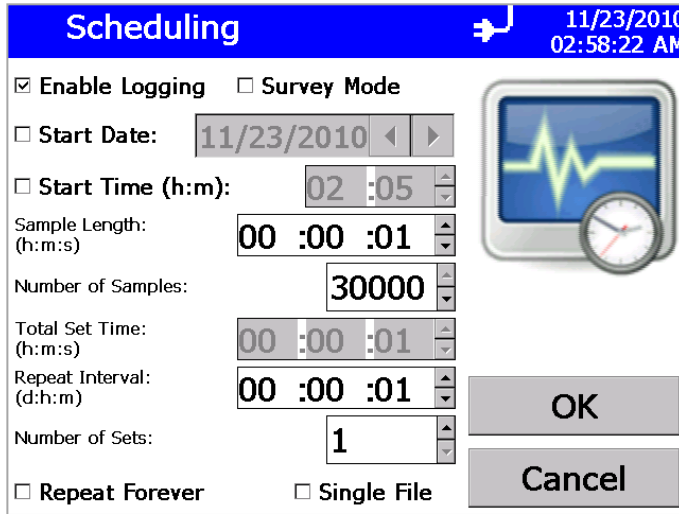 Scheduling
11/23/2010
02:58:22 AM
Enable Logging Survey Mode
Start Date: 11/23/2010
Start Time (h:m): 02 :05
Sample Length:
(h:m:s)
00 :00 :01
Number of Samples: 30000
Total Set Time:
(h:m:s)
00 :00 :01
Repeat Interval:
(d:h:m)
00 :00 :01
OK
Number of Sets: 1
Cancel
Repeat Forever Single File